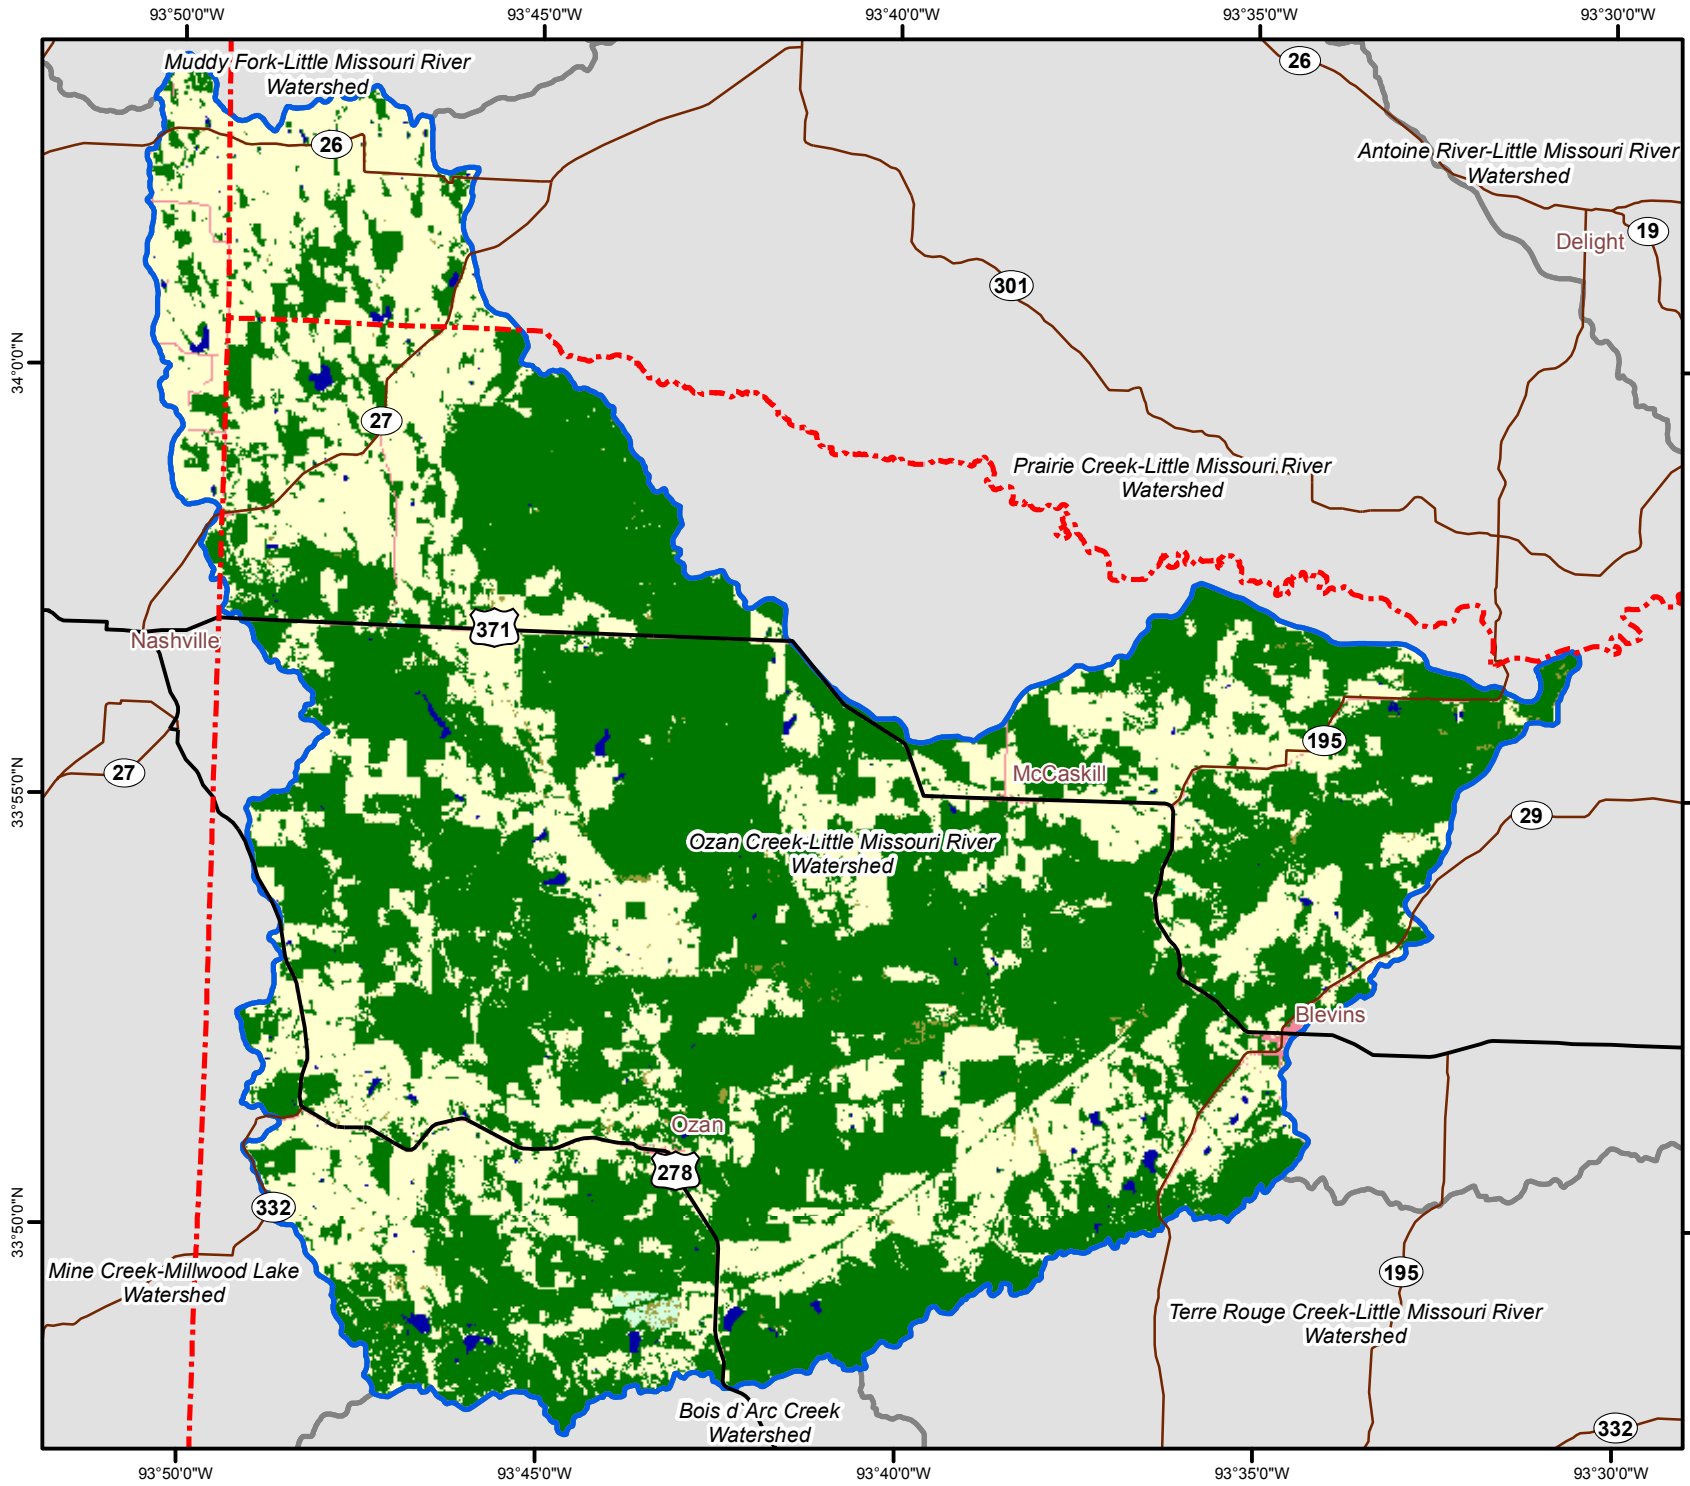 93°50'0"W
93°45'0"W
93°40'0"W
93°35'0"W
93°30'0"W
Muddy Fork-Little Missouri River
Watershed
26
26
Antoine River-Little Missouri River
Watershed
19
Delight
301
34°0'0"N
27
Prairie Creek-Little Missouri River
Watershed
371
Nashville
195
27
McCaskill
33°55'0"N
29
Ozan Creek-Little Missouri River
Watershed
Blevins
Ozan
278
332
33°50'0"N
Mine Creek-Millwood Lake
Watershed
195
Terre Rouge Creek-Little Missouri River
Watershed
Bois d`Arc Creek
Watershed
332
93°50'0"W
93°45'0"W
93°40'0"W
93°35'0"W
93°30'0"W